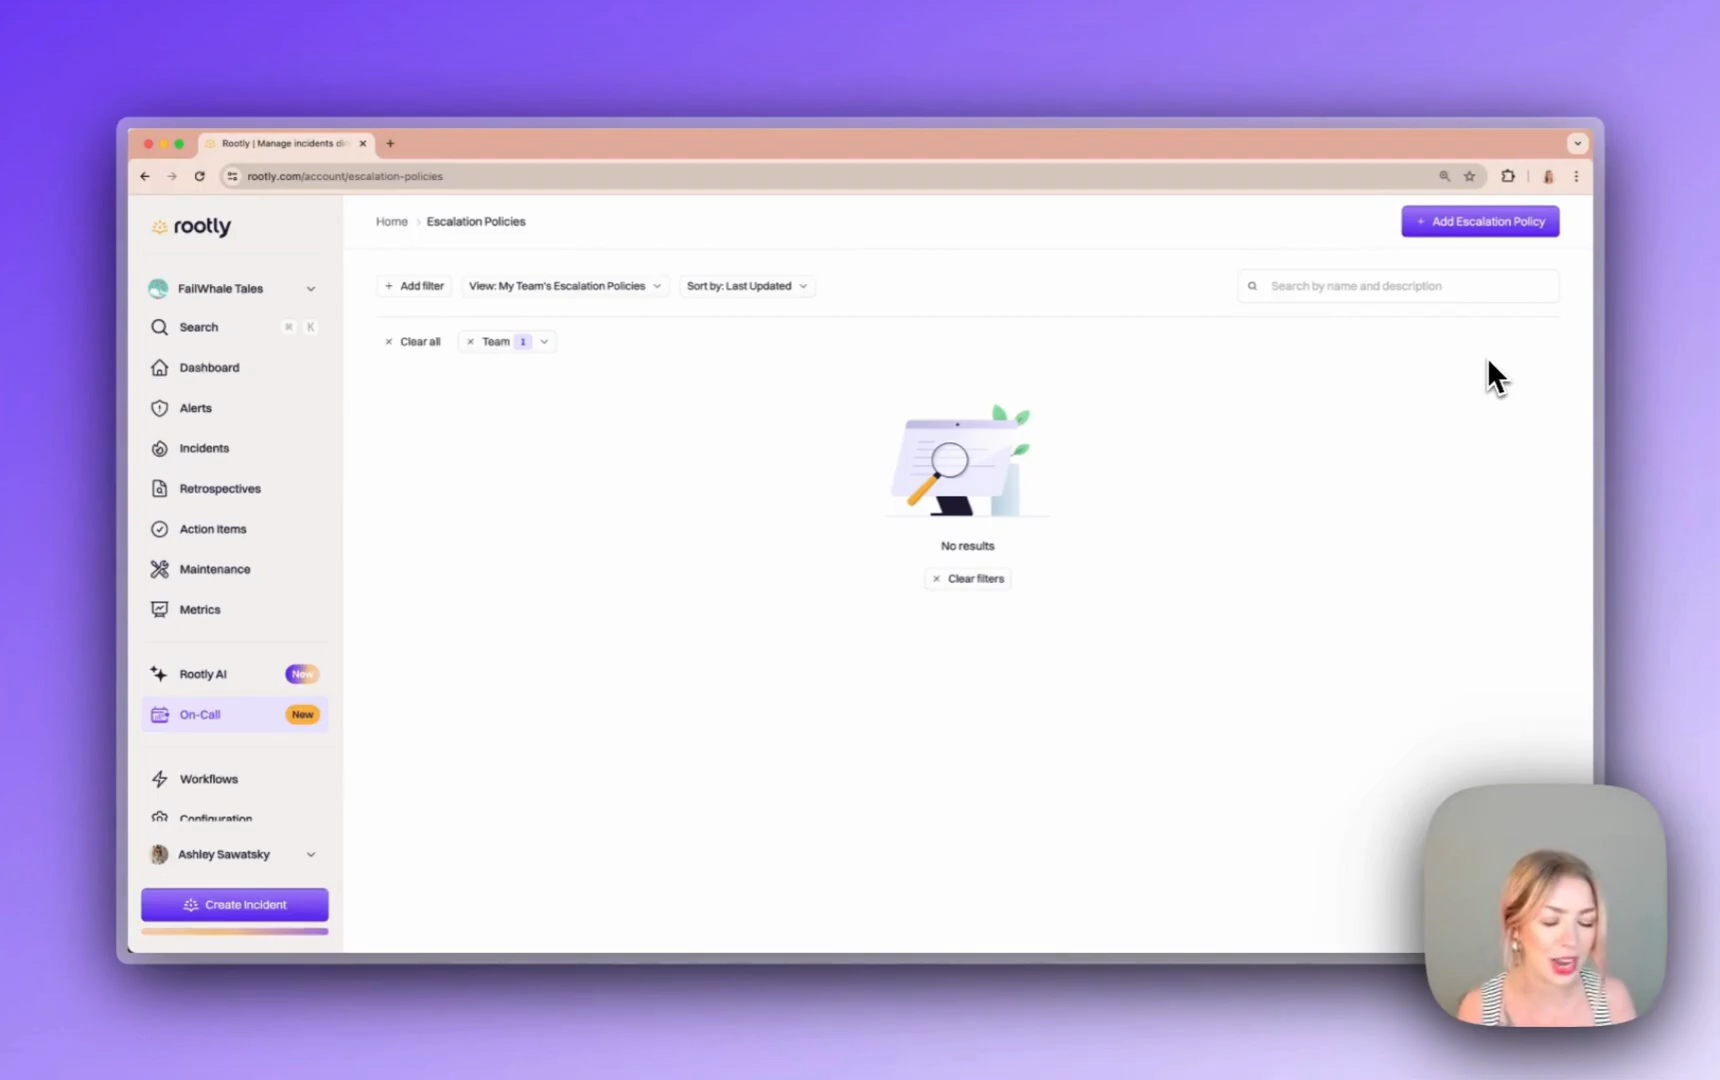 Rootly | Manage incidents di
rootly.com/account/escalation-policies
rootly
FailWhale Tales
Search ⌘ K
Dashboard
Alerts
Incidents
Retrospectives
Action Items
Maintenance
Metrics
Rootly AI New
On-Call New
Workflows
Configuration
Ashley Sawatsky
Create Incident
Home › Escalation Policies
+ Add Escalation Policy
+ Add filter
View: My Team's Escalation Policies
Sort by: Last Updated
Search by name and description
× Clear all
× Team 1
No results
× Clear filters